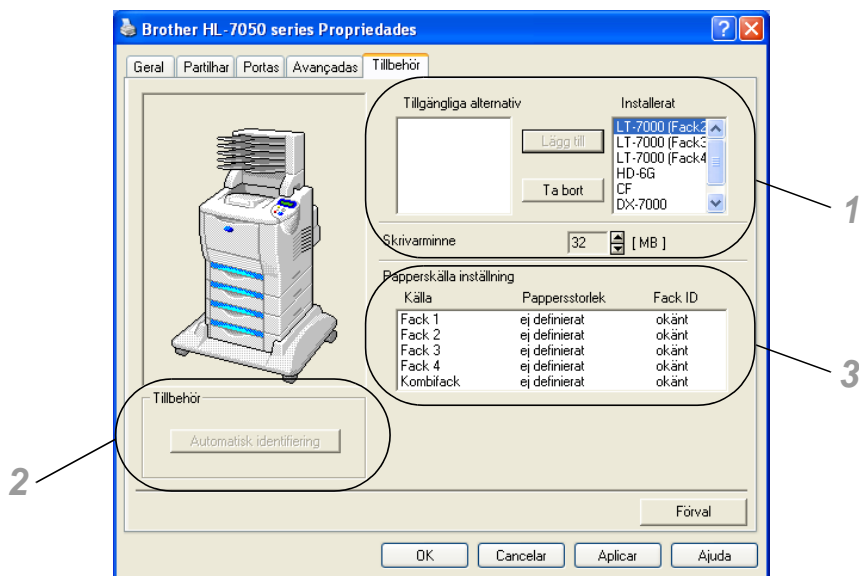 Brother HL-7050 series Propriedades
Geral Partilhar Portas Avançadas Tillbehör
Tillgängliga alternativ Installerat
Lägg till
Ta bort
LT-7000 (Fack2
LT-7000 (Fack3
LT-7000 (Fack4
HD-6G
CF
DX-7000
1
Skrivarminne 32 [ MB ]
Papperskälla inställning
Källa Pappersstorlek Fack ID
Fack 1 ej definierat okänt
Fack 2 ej definierat okänt
Fack 3 ej definierat okänt
Fack 4 ej definierat okänt
Kombifack ej definierat okänt
3
Tillbehör
Automatisk identifiering
2
Förval
OK Cancelar Aplicar Ajuda